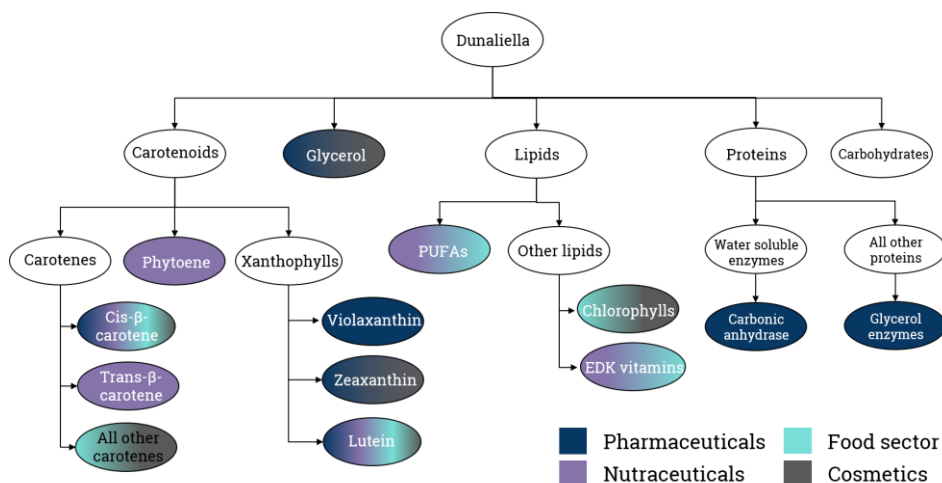 Dunaliella
Carotenoids
Glycerol
Lipids
Proteins
Carbohydrates
Carotenes
Phytoene
Xanthophylls
PUFAs
Other lipids
Water soluble
enzymes
All other
proteins
Cis-β-
carotene
Trans-β-
carotene
All other
carotenes
Violaxanthin
Zeaxanthin
Lutein
Chlorophylls
EDK vitamins
Carbonic
anhydrase
Glycerol
enzymes
Pharmaceuticals
Food sector
Nutraceuticals
Cosmetics